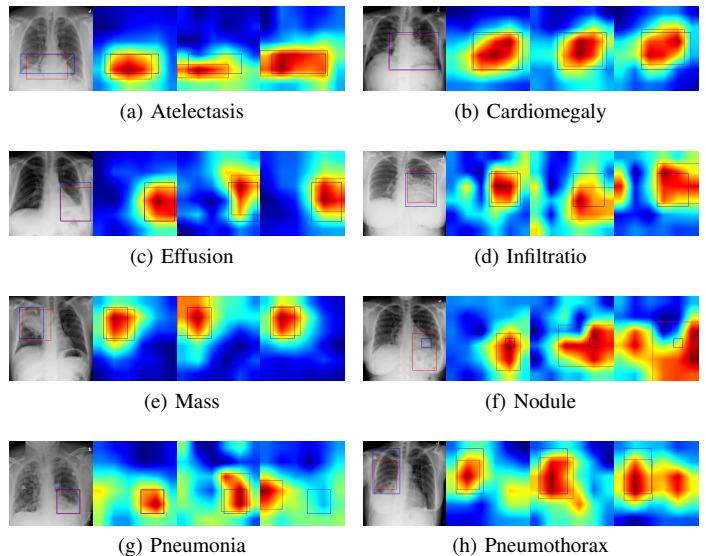 (a) Atelectasis
(b) Cardiomegaly
(c) Effusion
(d) Infiltratio
(e) Mass
(f) Nodule
(g) Pneumonia
(h) Pneumothorax